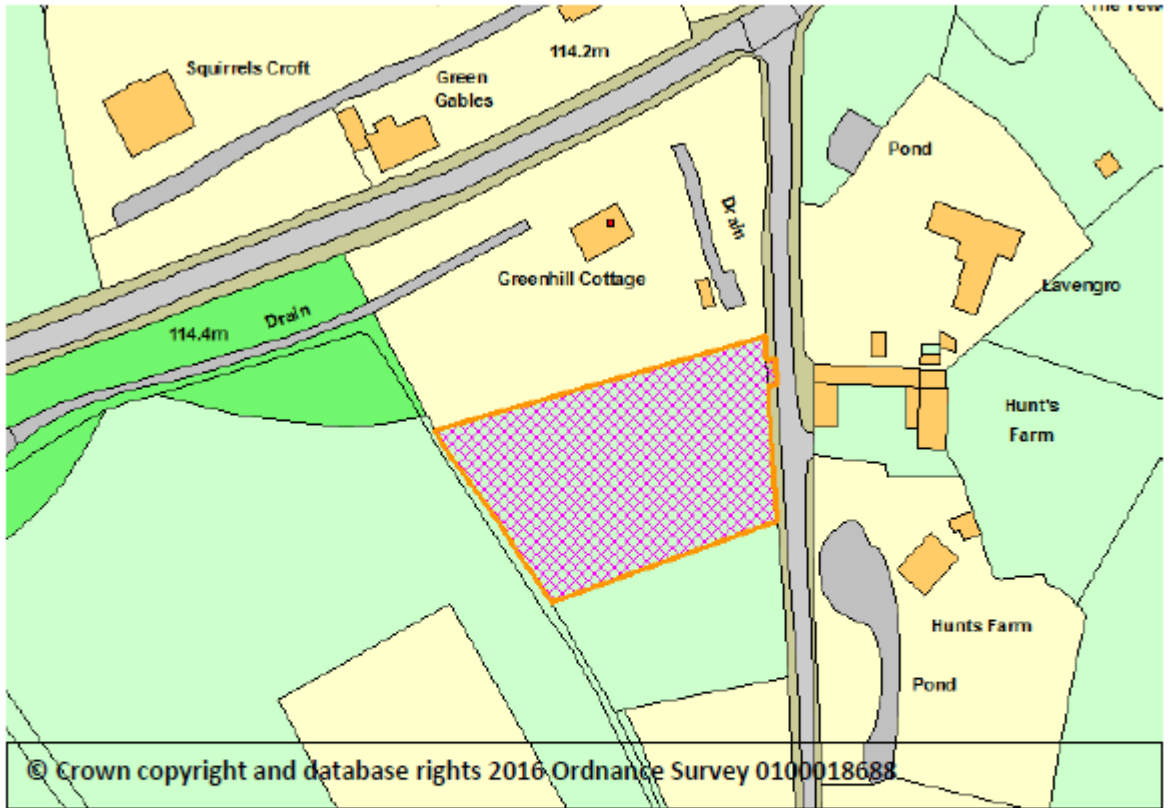 114.2m
Squirrels Croft
Green
Gables
Pond
Drain
Greenhill Cottage
Lavengro
Drain
114.4m
Hunt's
Farm
Hunts Farm
Pond
© Crown copyright and database rights 2016 Ordnance Survey 0100018688